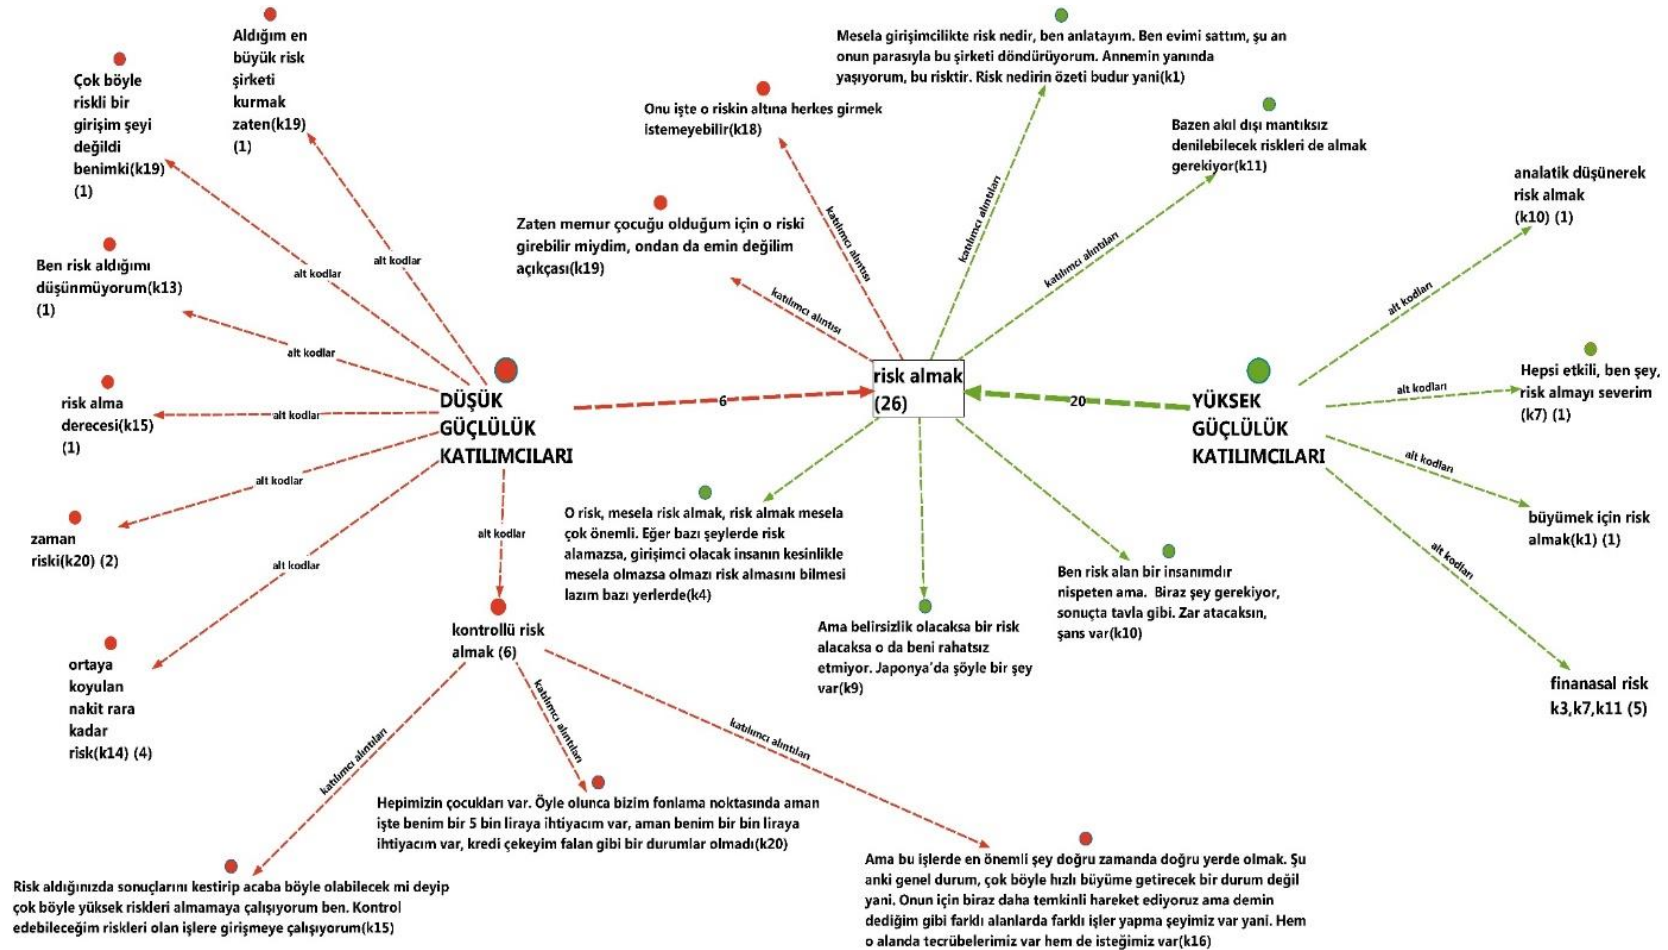 Aldığım en
büyük risk
şirketi
kurmak
zaten(k19)
(1)
Çok böyle
riskli bir
girişim şeyi
değildi
benimki(k19)
(1)
Ben risk aldığımı
düşünmüyorum(k13)
(1)
risk alma
derecesi(k15)
(1)
zaman
riski(k20) (2)
ortaya
koyulan
nakit rara
kadar
risk(k14) (4)
alt kodlar
alt kodlar
alt kodlar
alt kodlar
alt kodlar
alt kodlar
alt kodlar
DÜŞÜK
GÜÇLÜLÜK
KATILIMCILARI
6
kontrollü risk
almak (6)
katılımcı alıntıları
katılımcı alıntıları
katılımcı alıntıları
Risk aldığınızda sonuçlarını kestirip acaba böyle olabilecek mi deyip
çok böyle yüksek riskleri almamaya çalışıyorum ben. Kontrol
edebileceğim riskleri olan işlere girişmeye çalışıyorum(k15)
Hepimizin çocukları var. Öyle olunca bizim fonlama noktasında aman
işte benim bir 5 bin liraya ihtiyacım var, aman benim bir bin liraya
ihtiyacım var, kredi çekeyim falan gibi bir durumlar olmadı(k20)
Ama bu işlerde en önemli şey doğru zamanda doğru yerde olmak. Şu
anki genel durum, çok böyle hızlı büyüme getirecek bir durum değil
yani. Onun için biraz daha temkinli hareket ediyoruz ama demin
dediğim gibi farklı alanlarda farklı işler yapma şeyimiz var yani. Hem
o alanda tecrübelerimiz var hem de isteğimiz var(k16)
Mesela girişimcilikte risk nedir, ben anlatayım. Ben evimi sattım, şu an
onun parasıyla bu şirketi döndürüyorum. Annemin yanında
yaşıyorum, bu risktir. Risk nedirin özeti budur yani(k1)
Onu işte o riskin altına herkes girmek
istemeyebilir(k18)
Bazen akıl dışı mantıksız
denilebilecek riskleri de almak
gerekiyor(k11)
Zaten memur çocuğu olduğum için o riski
girebilir miydim, ondan da emin değilim
açıkçası(k19)
katılımcı alıntısı
katılımcı alıntısı
katılımcı alıntıları
katılımcı alıntıları
risk almak
(26)
20
YÜKSEK
GÜÇLÜLÜK
KATILIMCILARI
O risk, mesela risk almak, risk almak mesela
çok önemli. Eğer bazı şeylerde risk
alamazsa, girişimci olacak insanın kesinlikle
mesela olmazsa olmazı risk almasını bilmesi
lazım bazı yerlerde(k4)
Ama belirsizlik olacaksa bir risk
alacaksa o da beni rahatsız
etmiyor. Japonya'da şöyle bir şey
var(k9)
Ben risk alan bir insanımdır
nispeten ama. Biraz şey gerekiyor,
sonuçta tavla gibi. Zar atacaksın,
şans var(k10)
alt kodları
alt kodları
alt kodları
alt kodları
analatik düşünerek
risk almak
(k10) (1)
Hepsi etkili, ben şey,
risk almayı severim
(k7) (1)
büyümek için risk
almak(k1) (1)
finanasal risk
k3,k7,k11 (5)